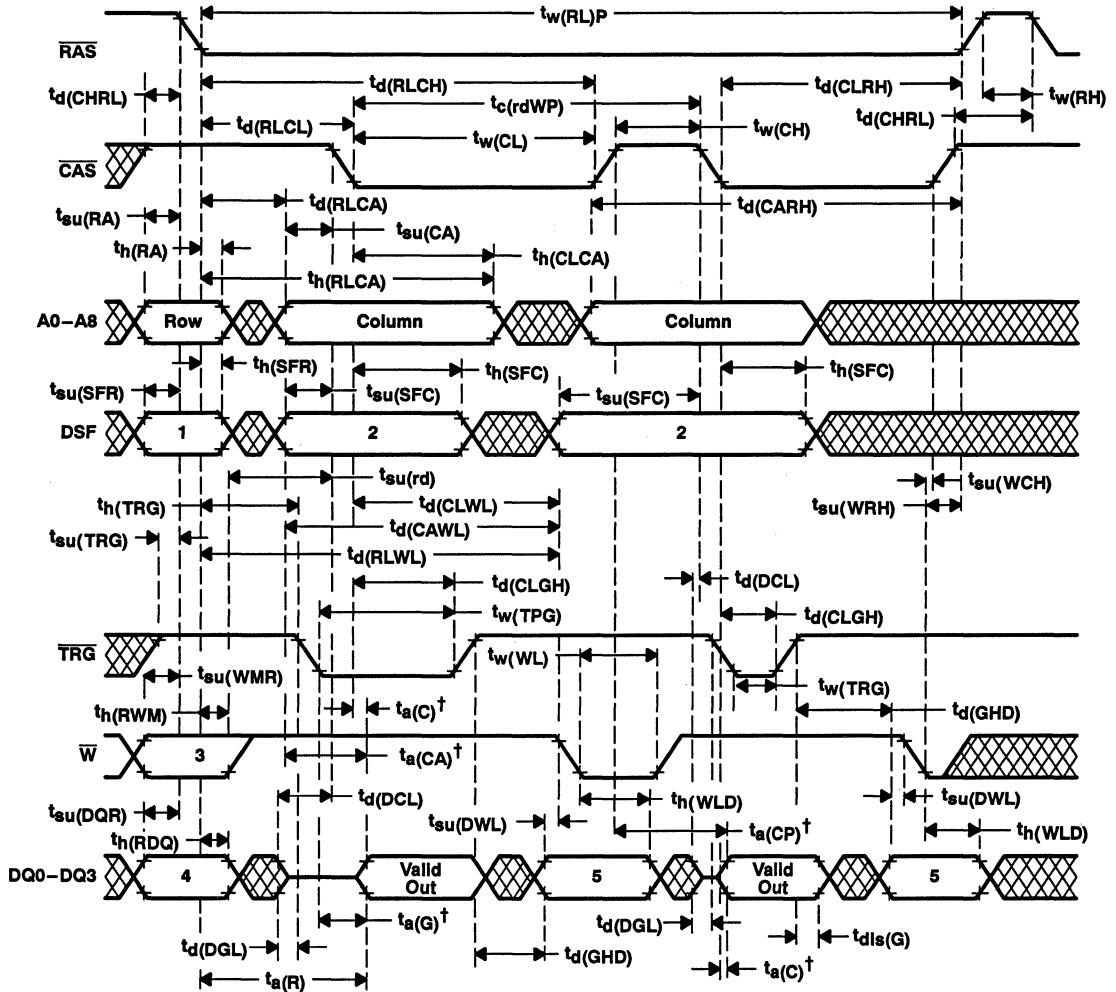 tw(RL)P
RAS
td(RLCH)
td(CLRH)
td(CHRL)
tc(rdWP)
tw(RH)
td(CHRL)
td(RLCL)
tw(CH)
tw(CL)
CAS
td(RLCA)
td(CARH)
tsu(RA)
tsu(CA)
th(RA)
th(CLCA)
th(RLCA)
A0–A8
Row
Column
Column
th(SFR)
th(SFC)
th(SFC)
tsu(SFR)
tsu(SFC)
tsu(SFC)
DSF
1
2
2
tsu(rd)
tsu(WCH)
th(TRG)
td(CLWL)
tsu(WRH)
td(CAWL)
tsu(TRG)
td(RLWL)
td(CLGH)
td(DCL)
tw(TPG)
td(CLGH)
TRG
tw(WL)
tsu(WMR)
tw(TRG)
th(RWM)
ta(C)†
td(GHD)
W
3
ta(CA)†
td(DCL)
tsu(DWL)
tsu(DQR)
th(WLD)
tsu(DWL)
ta(CP)†
th(WLD)
th(RDQ)
DQ0–DQ3
4
Valid Out
5
Valid Out
5
ta(G)†
td(DGL)
td(DGL)
td(GHD)
tdis(G)
ta(C)†
ta(R)